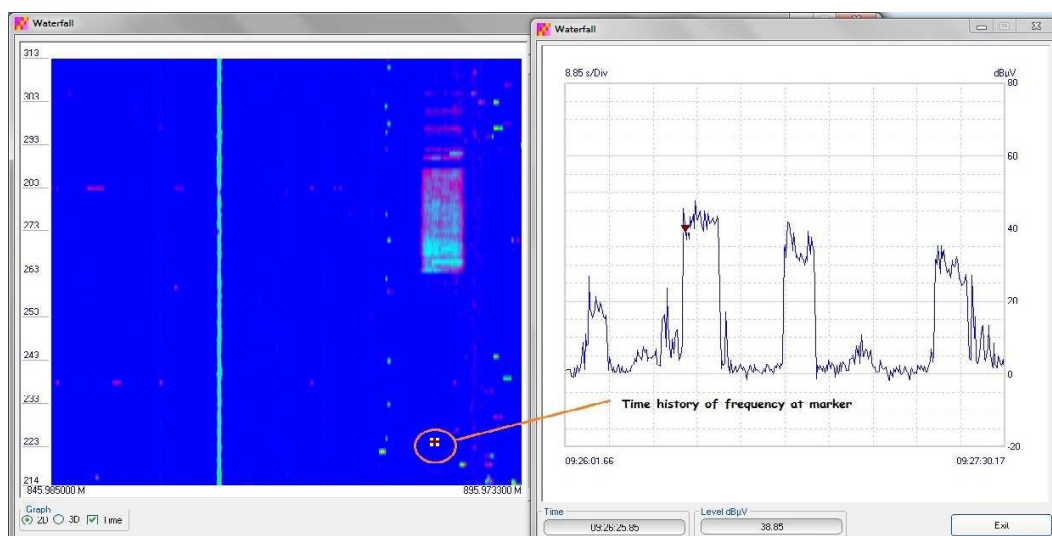 Waterfall
313
303
293
203
273
263
253
243
233
223
214
845.985000 M
895.973300 M
Graph
2D
3D
Time
Waterfall
8.85 s/Div
dBµV
80
60
40
20
0
-20
Time history of frequency at marker
09:26:01.66
09:27:30.17
Time
09:26:25.85
Level dBµV
38.85
Exit